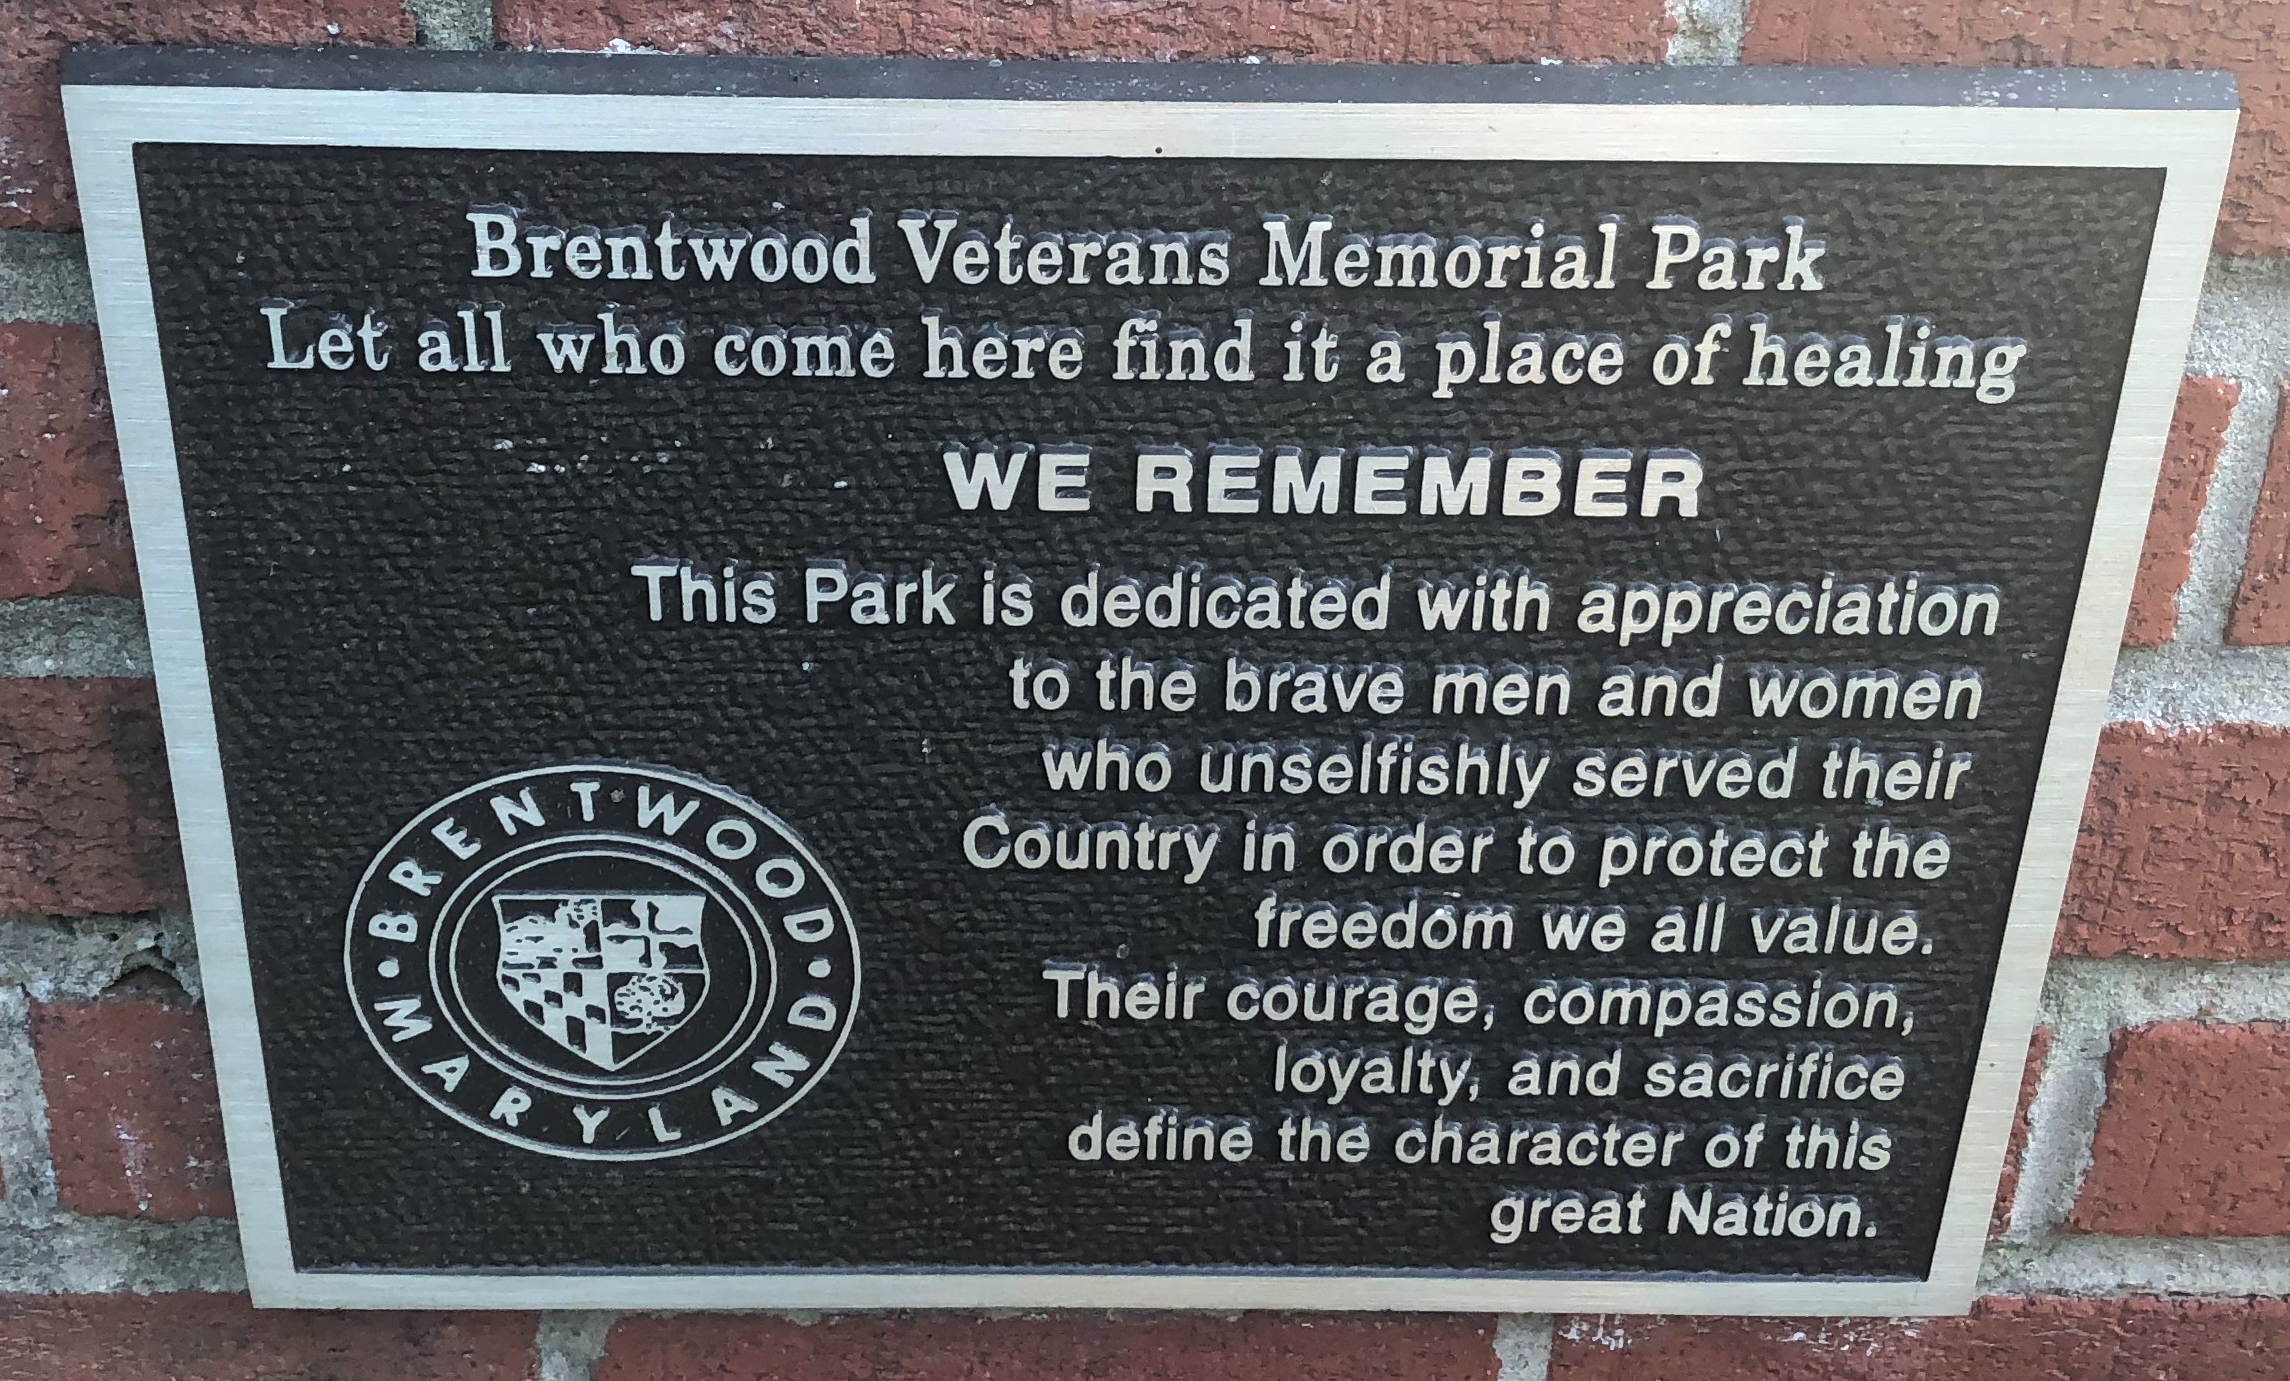 Brentwood Veterans Memorial Park
Let all who come here find it a place of healing
WE REMEMBER
This Park is dedicated with appreciation
to the brave men and women
who unselfishly served their
Country in order to protect the
freedom we all value.
Their courage, compassion,
loyalty, and sacrifice
define the character of this
great Nation.
• BRENTWOOD •
MARYLAND